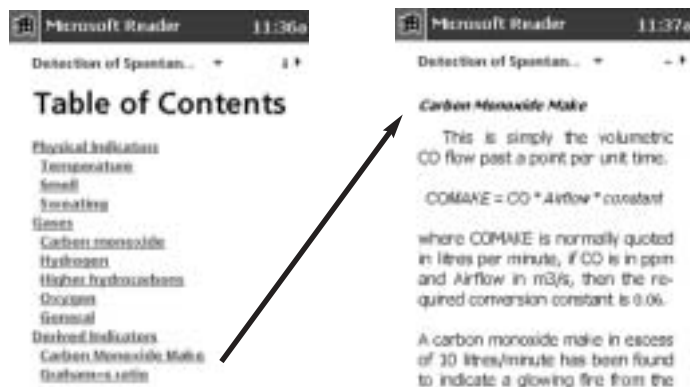 Microsoft Reader 11:36a
Detection of Spontan...
Table of Contents
Physical Indicators
Temperature
Smell
Sweating
Gases
Carbon monoxide
Hydrogen
Higher hydrocarbons
Oxygen
General
Derived Indicators
Carbon Monoxide Make
Graham=s ratio
Microsoft Reader 11:37a
Detection of Spontan...
Carbon Monoxide Make
This is simply the volumetric
CO flow past a point per unit time.
COMAKE = CO * Airflow * constant
where COMAKE is normally quoted
in litres per minute, if CO is in ppm
and Airflow in m3/s, then the re-
quired conversion constant is 0.06.
A carbon monoxide make in excess
of 10 litres/minute has been found
to indicate a glowing fire from the